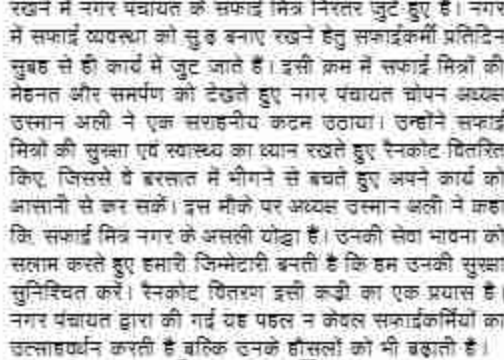 रखने में नगर पंचायत के सफाई मित्र निरंतर जुटे हुए हैं। नगर
में सफाई व्यवस्था को सुदृढ़ बनाए रखने हेतु सफाईकर्मी प्रतिदिन
सुबह से ही कार्य में जुट जाते हैं। इसी क्रम में सफाई मित्रों की
मेहनत और समर्पण को देखते हुए नगर पंचायत चोपन अध्यक्ष
उस्मान अली ने एक सराहनीय कदम उठाया। उन्होंने सफाई
मित्रों की सुरक्षा एवं स्वास्थ्य का ध्यान रखते हुए रैनकोट वितरित
किए, जिससे वे बरसात में भीगने से बचते हुए अपने कार्य को
आसानी से कर सकें। इस मौके पर अध्यक्ष उस्मान अली ने कहा
कि, सफाई मित्र नगर के असली योद्धा हैं। उनकी सेवा भावना को
सलाम करते हुए हमारी जिम्मेदारी बनती है कि हम उनकी सुरक्षा
सुनिश्चित करें। रैनकोट वितरण इसी कड़ी का एक प्रयास है।
नगर पंचायत द्वारा की गई यह पहल न केवल सफाईकर्मियों का
उत्साहवर्धन करती है बल्कि उनके हौसलों को भी बढ़ाती है।